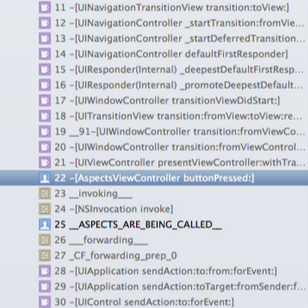 11 -[UINavigationTransitionView transition:toView:]
12 -[UINavigationController _startTransition:fromVie...
13 -[UINavigationController _startDeferredTransition...
14 -[UINavigationController defaultFirstResponder]
15 -[UIResponder(Internal) _deepestDefaultFirstResp...
16 -[UIResponder(Internal) _promoteDeepestDefault...
17 -[UIWindowController transitionViewDidStart:]
18 -[UITransitionView transition:fromView:toView:re...
19 __91-[UIWindowController transition:fromViewCo...
20 -[UIWindowController transition:fromViewControl...
21 -[UIViewController presentViewController:withTra...
22 -[AspectsViewController buttonPressed:]
23 __invoking___
24 -[NSInvocation invoke]
25 __ASPECTS_ARE_BEING_CALLED__
26 ___forwarding___
27 _CF_forwarding_prep_0
28 -[UIApplication sendAction:to:from:forEvent:]
29 -[UIApplication sendAction:toTarget:fromSender:f...
30 -[UIControl sendAction:to:forEvent:]